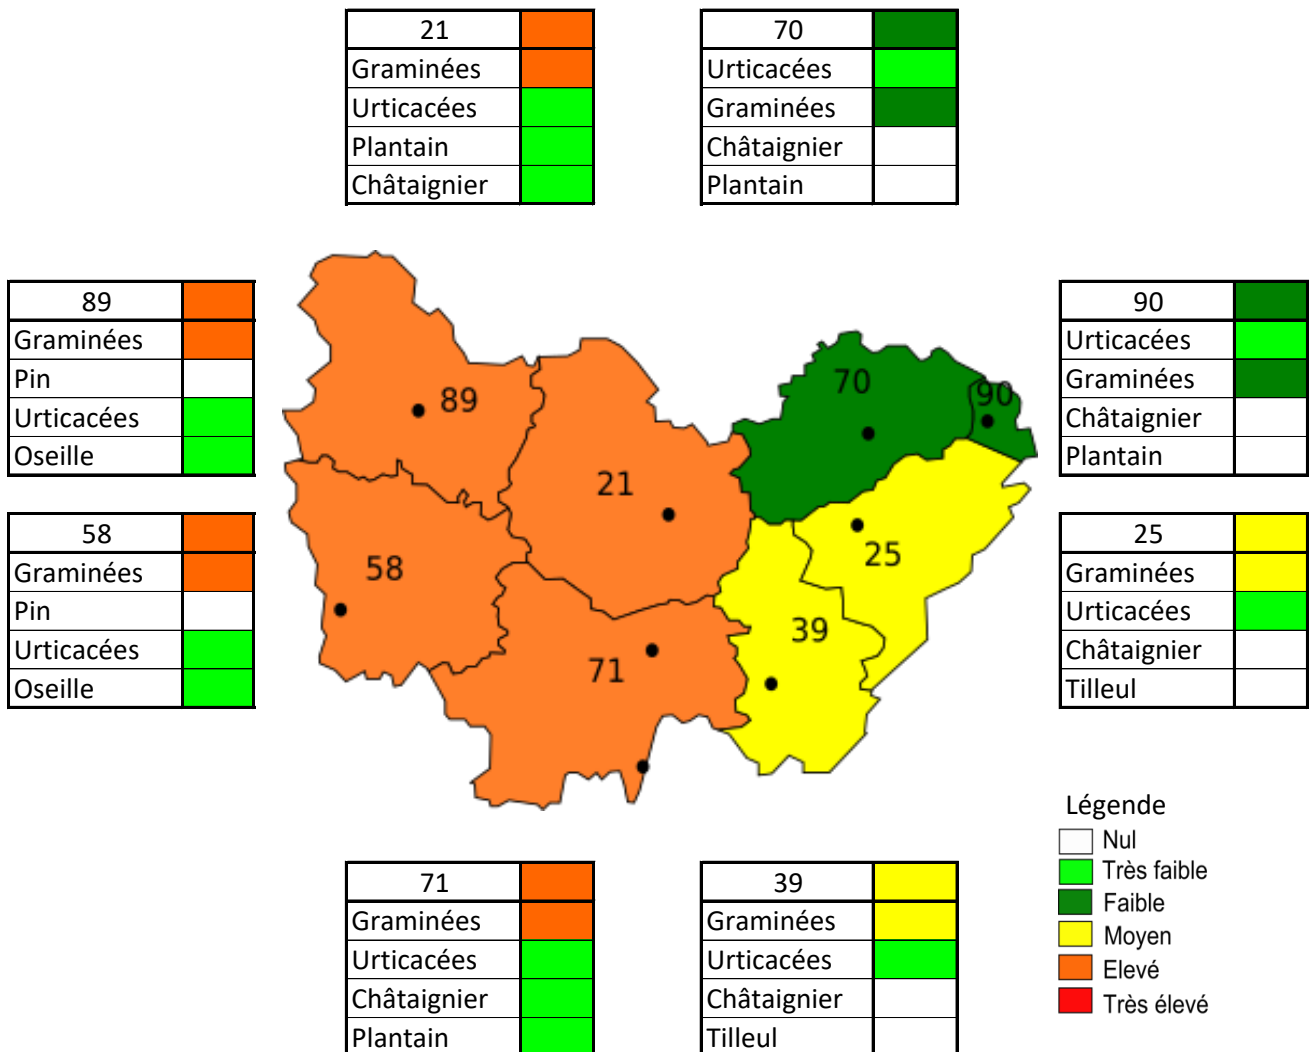 21
Graminées
Urticacées
Plantain
Châtaignier
70
Urticacées
Graminées
Châtaignier
Plantain
89
Graminées
Pin
Urticacées
Oseille
58
Graminées
Pin
Urticacées
Oseille
89
70
90
21
25
58
39
71
90
Urticacées
Graminées
Châtaignier
Plantain
25
Graminées
Urticacées
Châtaignier
Tilleul
71
Graminées
Urticacées
Châtaignier
Plantain
39
Graminées
Urticacées
Châtaignier
Tilleul
Légende
Nul
Très faible
Faible
Moyen
Elevé
Très élevé